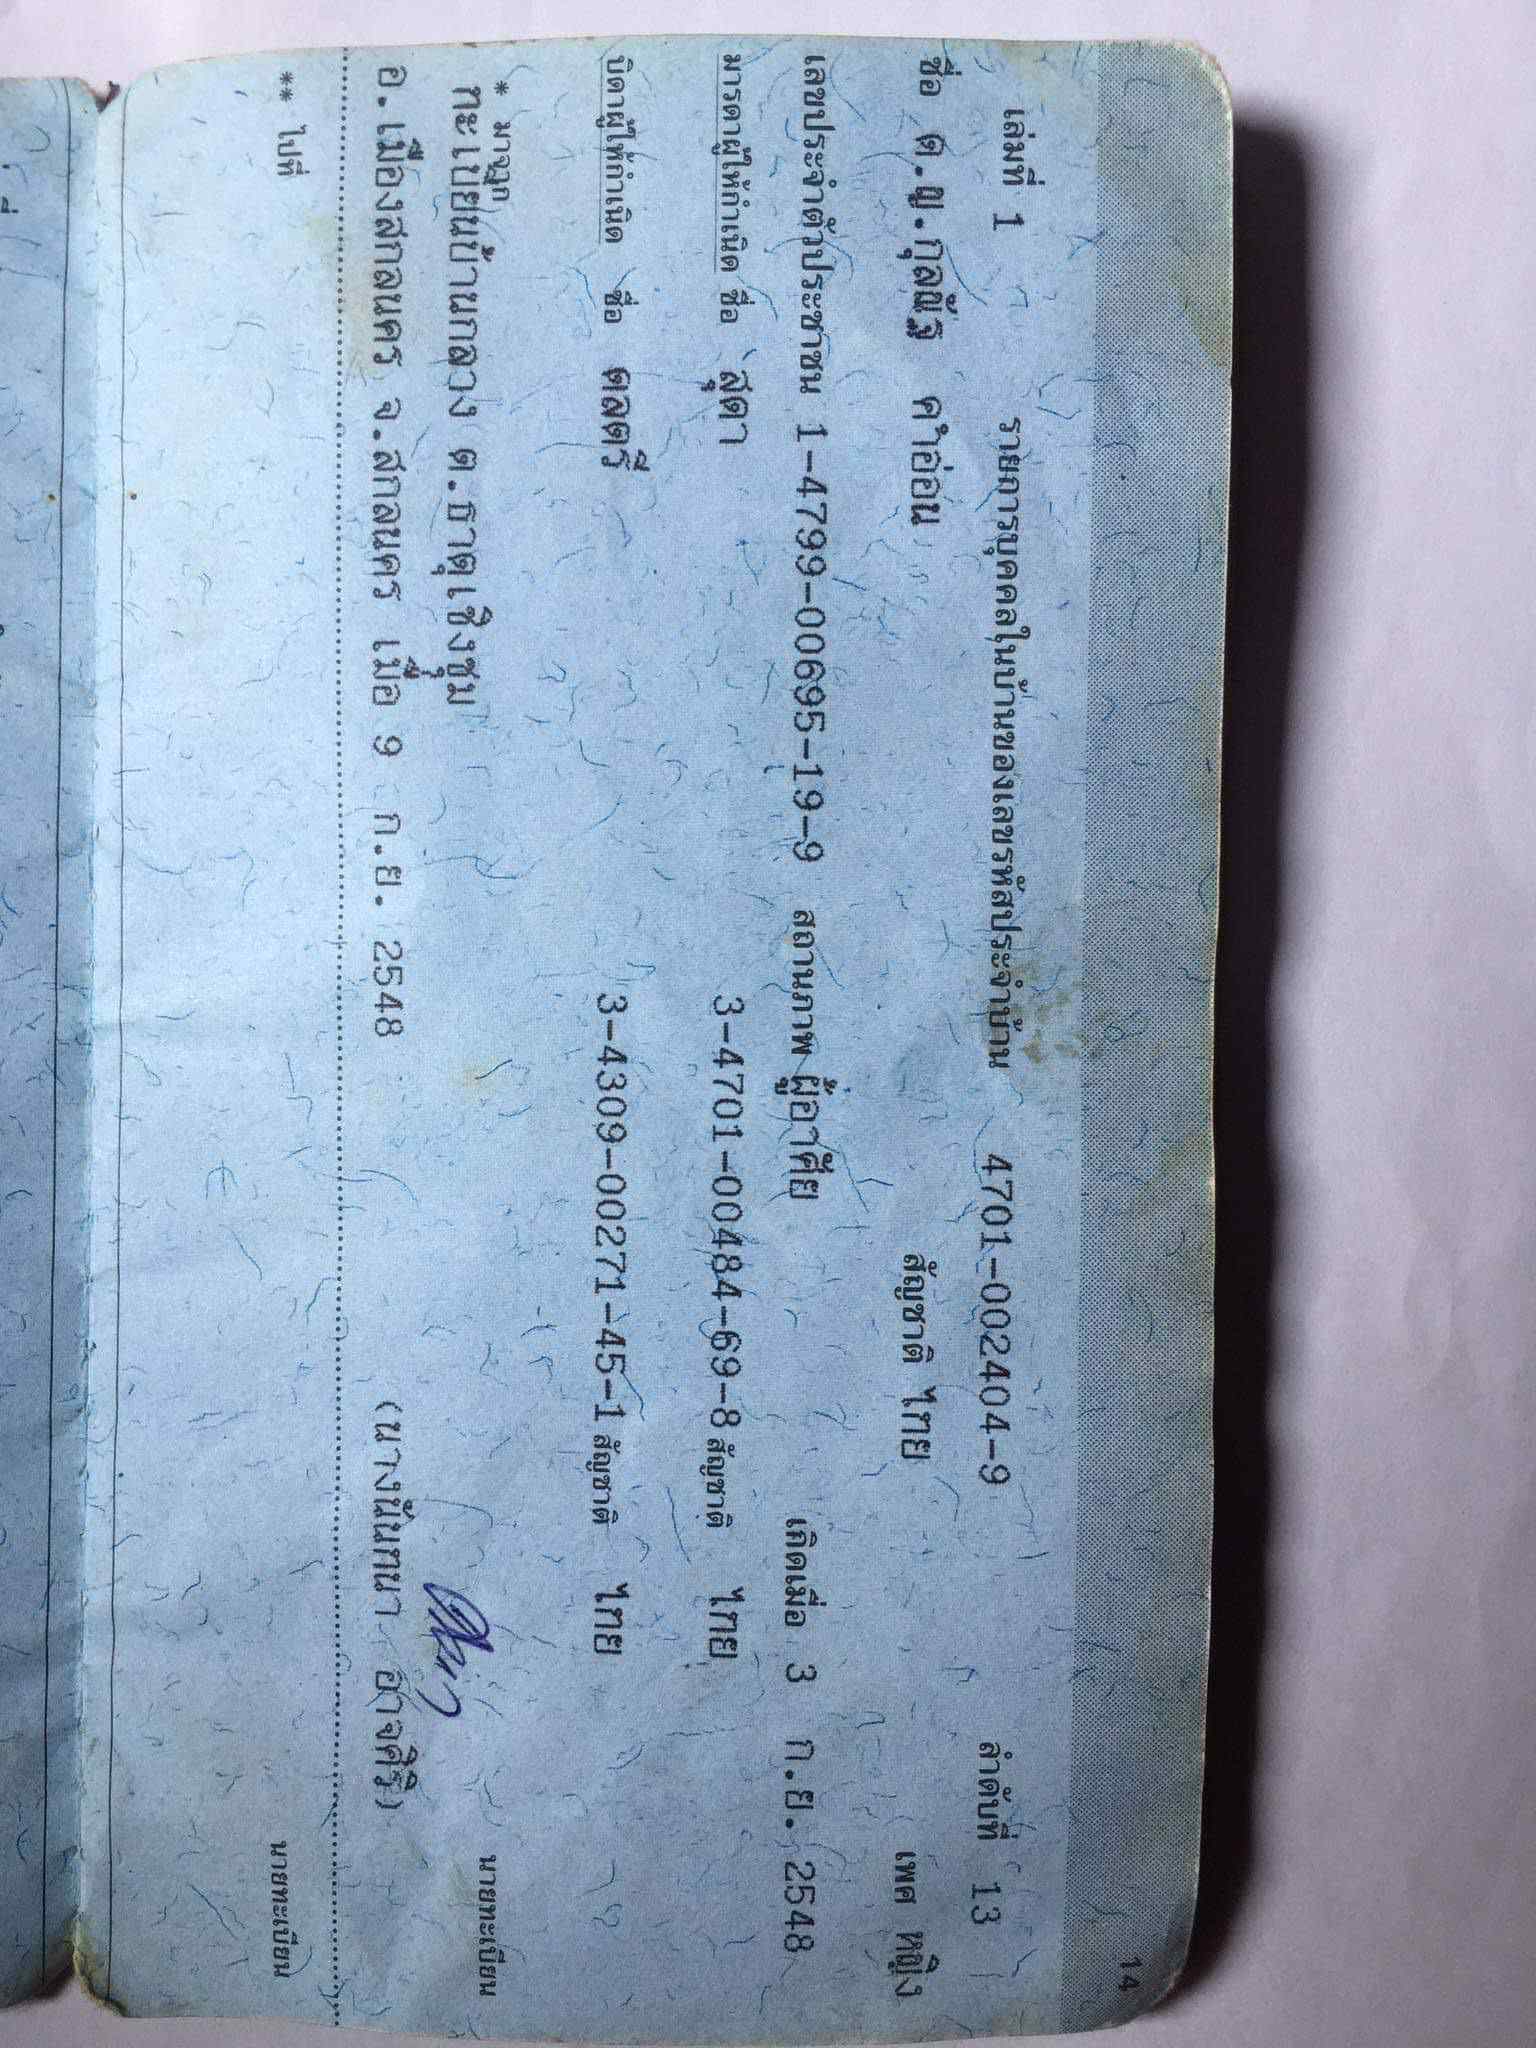 14
เล่มที่ 1 รายการบุคคลในบ้านของเลขรหัสประจำบ้าน 4701-002404-9 ลำดับที่ 13
ชื่อ ด.ญ.กุลณัฐ คำอ่อน สัญชาติ ไทย เพศ หญิง
เลขประจำตัวประชาชน 1-4799-00695-19-9 สถานภาพ ผู้อาศัย เกิดเมื่อ 3 ก.ย. 2548
มารดาผู้ให้กำเนิด ชื่อ สุดา 3-4701-00484-69-8 สัญชาติ ไทย
บิดาผู้ให้กำเนิด ชื่อ ดลดรี 3-4309-00271-45-1 สัญชาติ ไทย
* มาจาก
ทะเบียนบ้านกลาง ต.ธาตุเชิงชุม นายทะเบียน
อ.เมืองสกลนคร จ.สกลนคร เมื่อ 9 ก.ย. 2548 (นางนันทนา อาจศิริ)
** ไปที่ นายทะเบียน